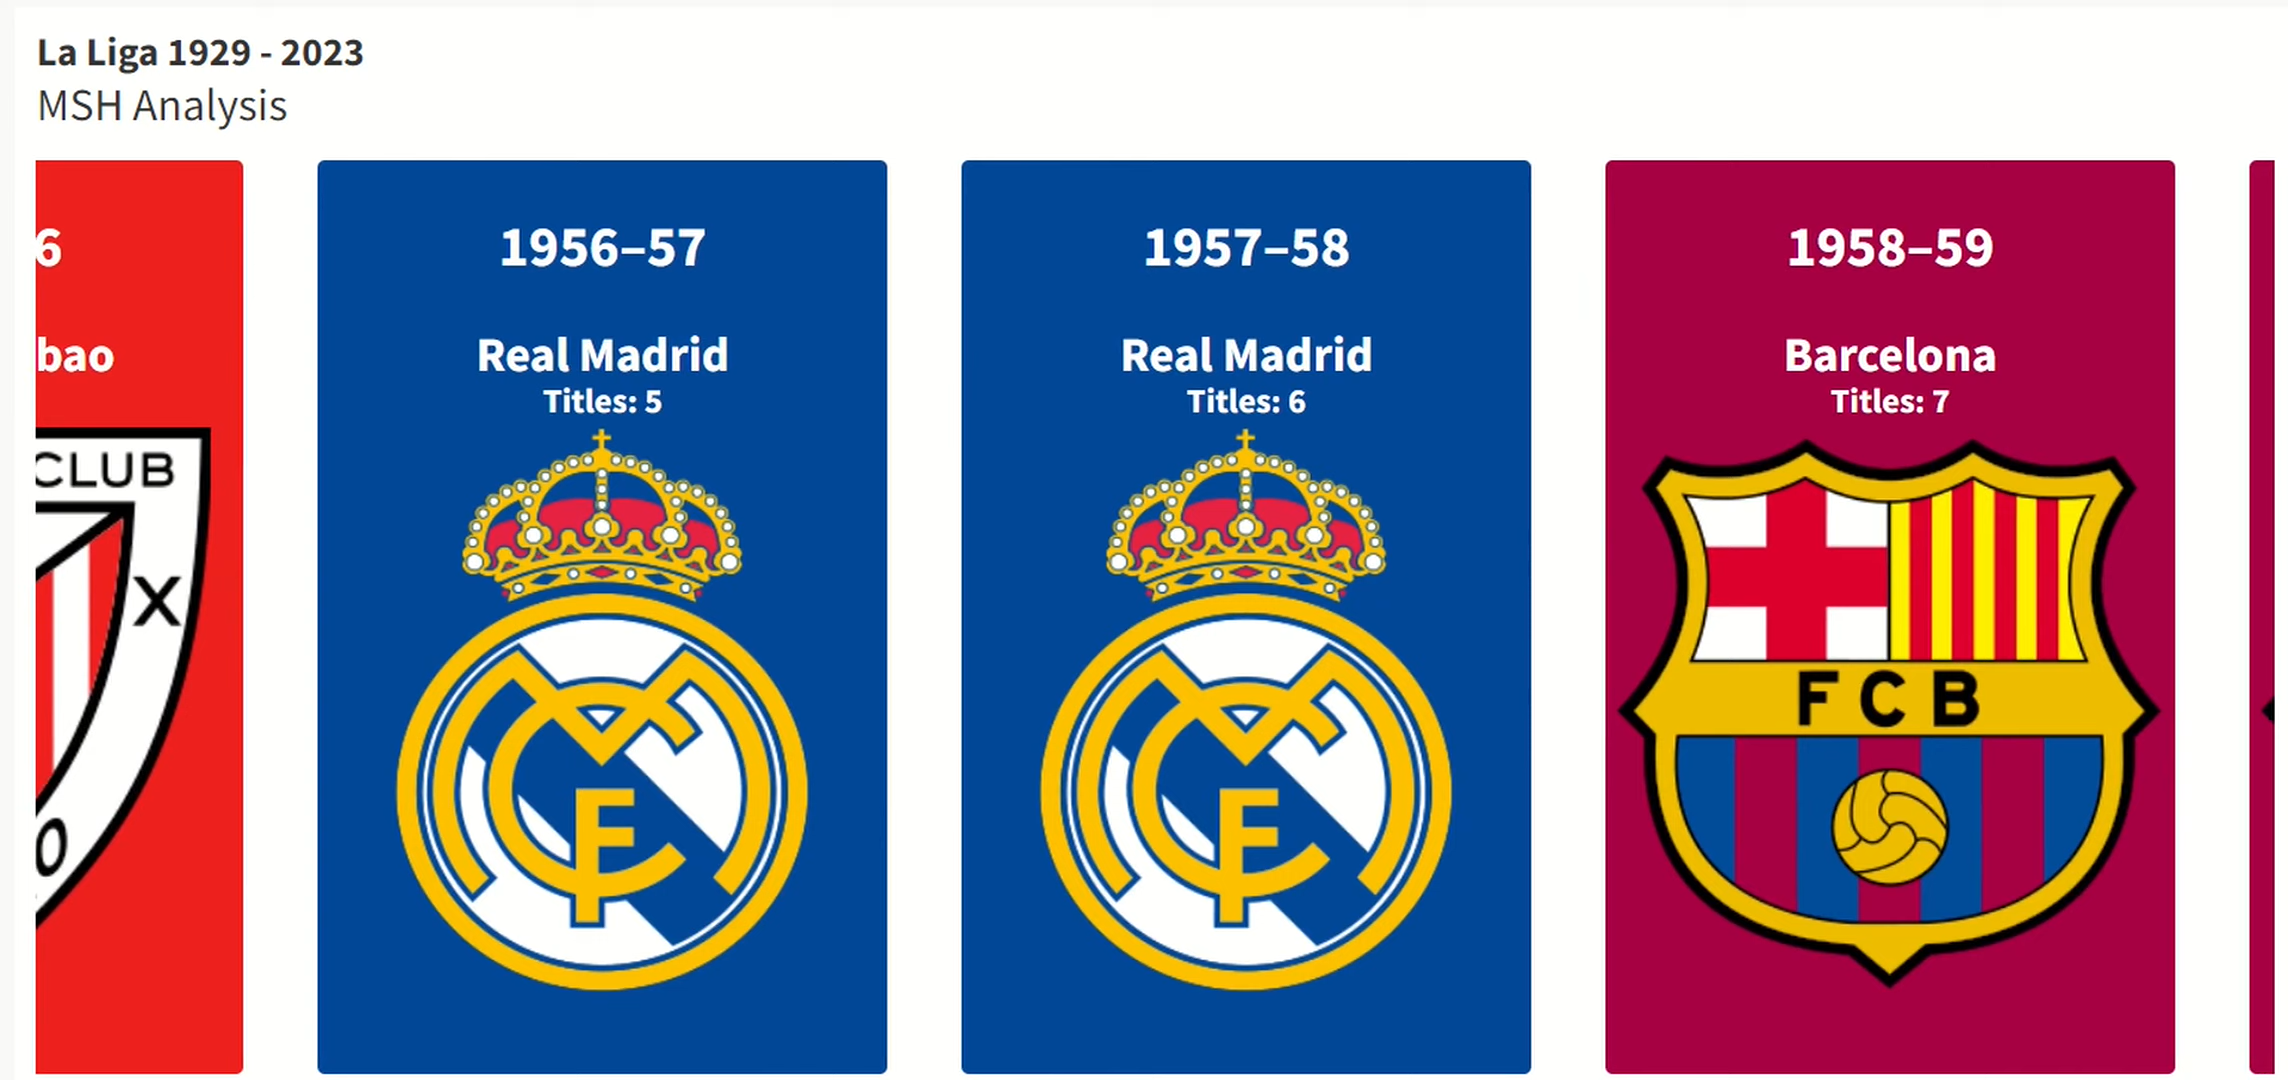 La Liga 1929 - 2023
MSH Analysis
6
bao
CLUB
X
O
1956–57
Real Madrid
Titles: 5
1957–58
Real Madrid
Titles: 6
1958–59
Barcelona
Titles: 7
F C B